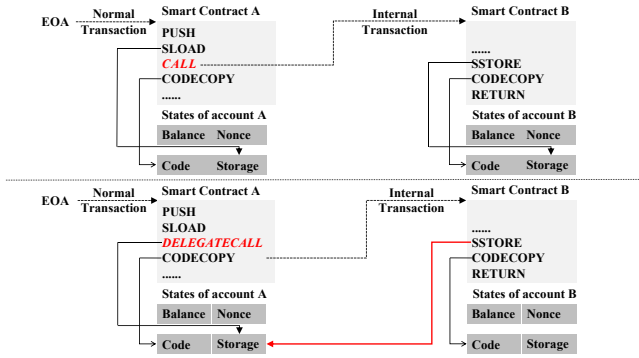 EOA
Normal
Transaction
Smart Contract A
PUSH
SLOAD
CALL
CODECOPY
......
States of account A
Balance Nonce
Code Storage
Internal
Transaction
Smart Contract B
......
SSTORE
CODECOPY
RETURN
States of account B
Balance Nonce
Code Storage
EOA
Normal
Transaction
Smart Contract A
PUSH
SLOAD
DELEGATECALL
CODECOPY
......
States of account A
Balance Nonce
Code Storage
Internal
Transaction
Smart Contract B
......
SSTORE
CODECOPY
RETURN
States of account B
Balance Nonce
Code Storage